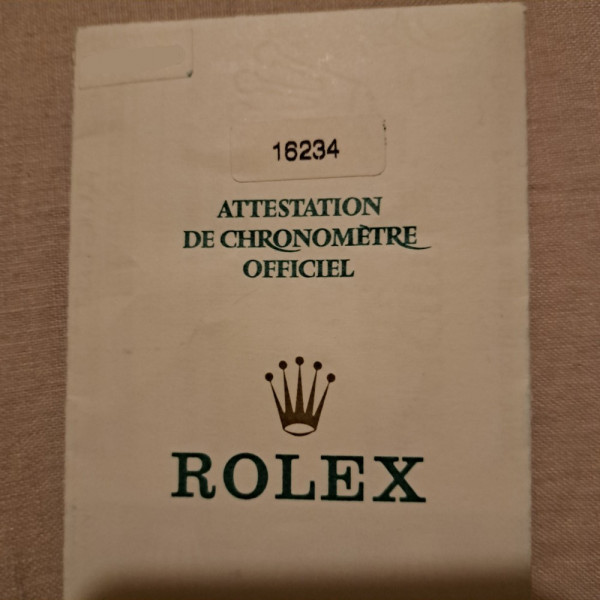 16234
ATTESTATION
DE CHRONOMÈTRE
OFFICIEL
ROLEX